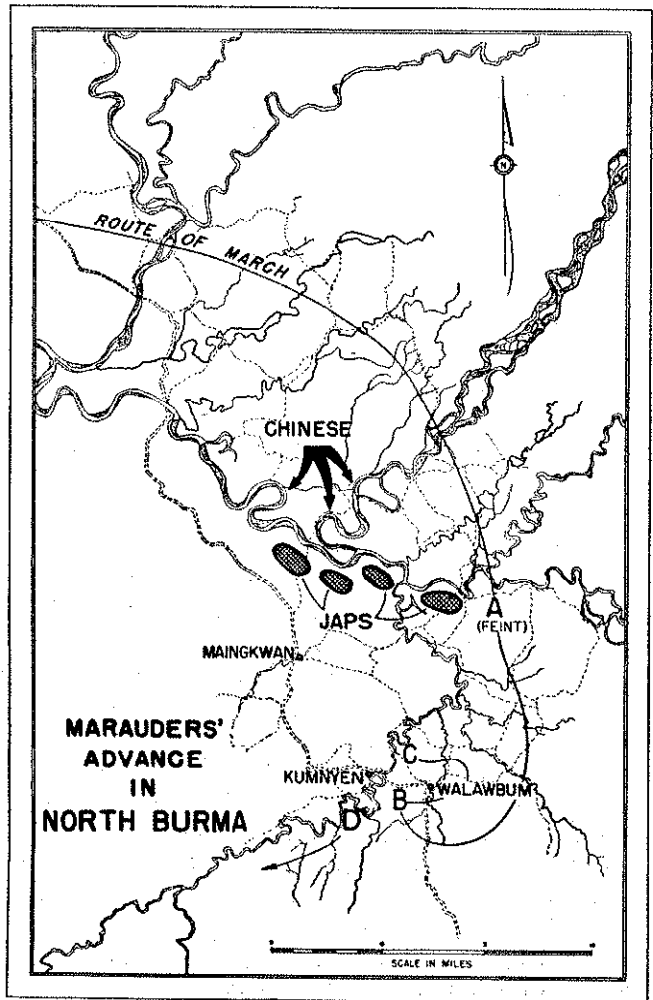 N
ROUTE OF MARCH
CHINESE
JAPS
A
(FEINT)
MAINGKWAN
MARAUDERS'
ADVANCE
IN
NORTH BURMA
C
KUMNYEN
WALAWBUM
B
D
SCALE IN MILES